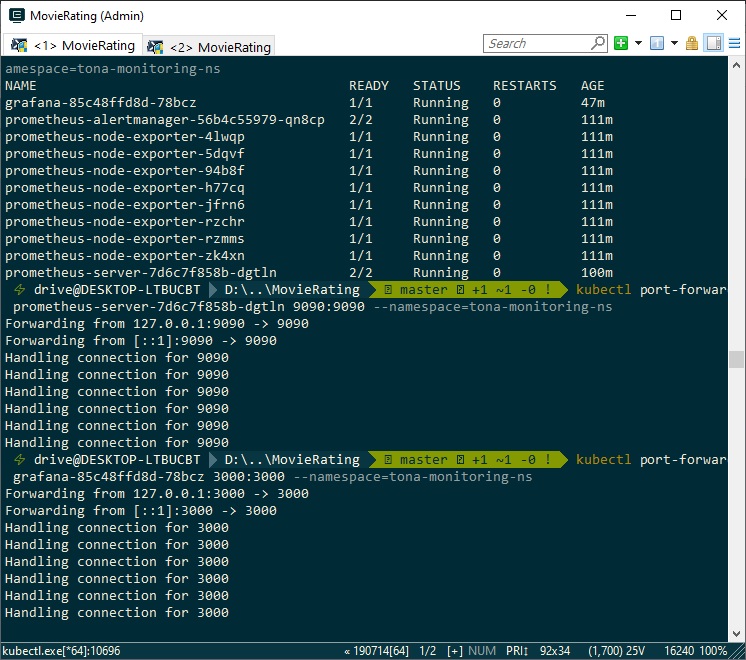 MovieRating (Admin)
<1> MovieRating
<2> MovieRating
Search
amespace=tona-monitoring-ns
NAME READY STATUS RESTARTS AGE
grafana-85c48ffd8d-78bcz 1/1 Running 0 47m
prometheus-alertmanager-56b4c55979-qn8cp 2/2 Running 0 111m
prometheus-node-exporter-4lwqp 1/1 Running 0 111m
prometheus-node-exporter-5dqvf 1/1 Running 0 111m
prometheus-node-exporter-94b8f 1/1 Running 0 111m
prometheus-node-exporter-h77cq 1/1 Running 0 111m
prometheus-node-exporter-jfrn6 1/1 Running 0 111m
prometheus-node-exporter-rzchr 1/1 Running 0 111m
prometheus-node-exporter-rzmms 1/1 Running 0 111m
prometheus-node-exporter-zk4xn 1/1 Running 0 111m
prometheus-server-7d6c7f858b-dgtln 2/2 Running 0 100m
drive@DESKTOP-LTBUCBT D:\..\MovieRating master +1 ~1 -0 ! kubectl port-forwar
prometheus-server-7d6c7f858b-dgtln 9090:9090 --namespace=tona-monitoring-ns
Forwarding from 127.0.0.1:9090 -> 9090
Forwarding from [::1]:9090 -> 9090
Handling connection for 9090
Handling connection for 9090
Handling connection for 9090
Handling connection for 9090
Handling connection for 9090
Handling connection for 9090
drive@DESKTOP-LTBUCBT D:\..\MovieRating master +1 ~1 -0 ! kubectl port-forwar
grafana-85c48ffd8d-78bcz 3000:3000 --namespace=tona-monitoring-ns
Forwarding from 127.0.0.1:3000 -> 3000
Forwarding from [::1]:3000 -> 3000
Handling connection for 3000
Handling connection for 3000
Handling connection for 3000
Handling connection for 3000
Handling connection for 3000
Handling connection for 3000
kubectl.exe[*64]:10696 « 190714[64] 1/2 [+] NUM PRI↕ 92x34 (1,700) 25V 16240 100%